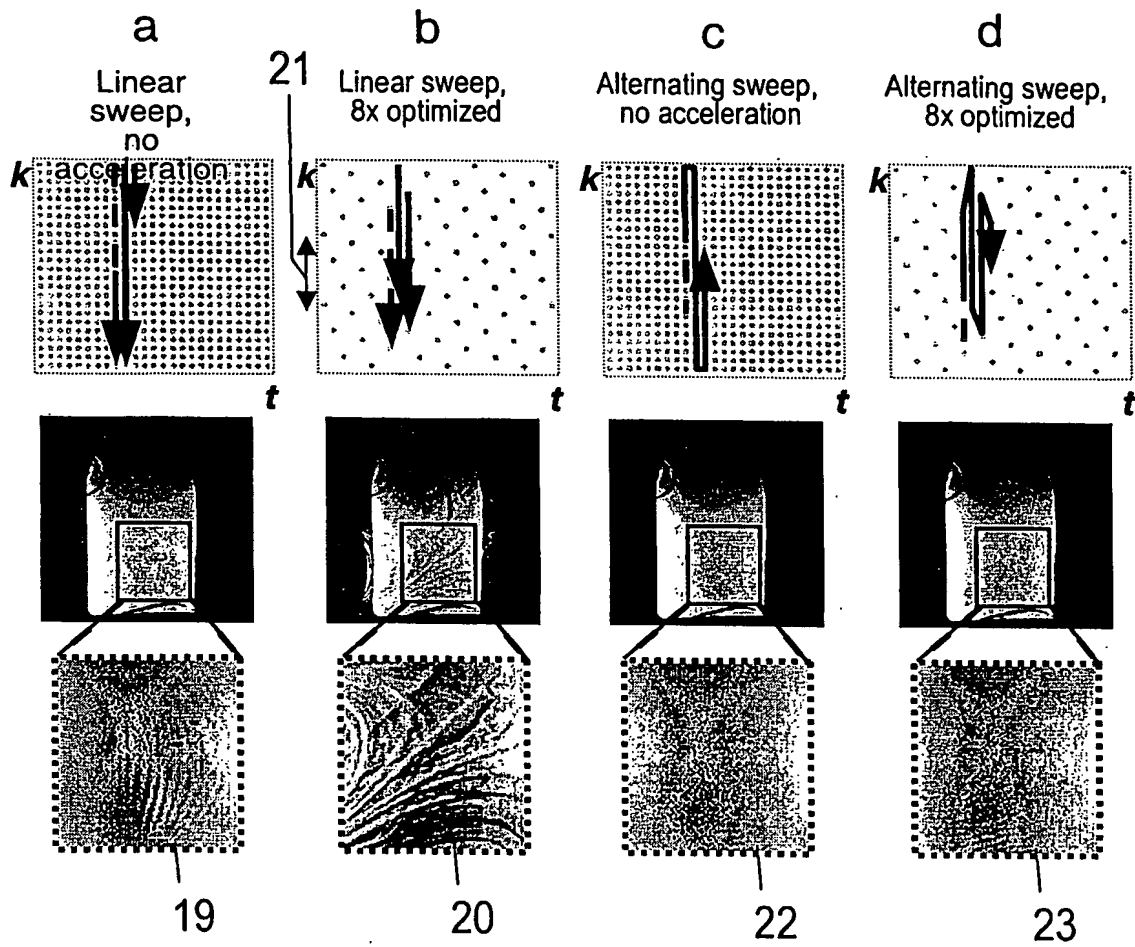 a
b
c
d
Linear
sweep,
no
acceleration
21
Linear sweep,
8x optimized
Alternating sweep,
no acceleration
Alternating sweep,
8x optimized
k
k
k
k
t
t
t
t
19
20
22
23